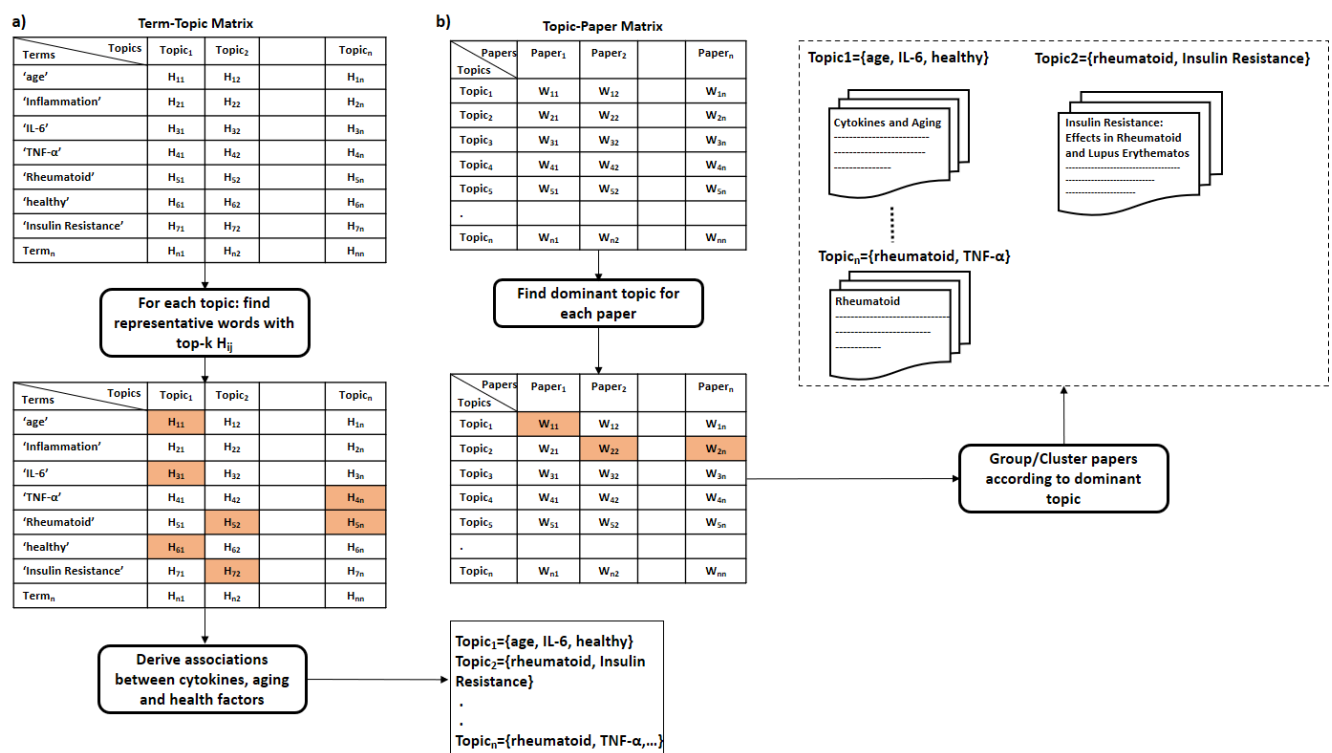 a)
Term-Topic Matrix
Topics Topic1 Topic2 Topicn
Terms
'age' H11 H12 H1n
'Inflammation' H21 H22 H2n
'IL-6' H31 H32 H3n
'TNF-α' H41 H42 H4n
'Rheumatoid' H51 H52 H5n
'healthy' H61 H62 H6n
'Insulin Resistance' H71 H72 H7n
Termn Hn1 Hn2 Hnn
For each topic: find
representative words with
top-k Hij
Topics Topic1 Topic2 Topicn
Terms
'age' H11 H12 H1n
'Inflammation' H21 H22 H2n
'IL-6' H31 H32 H3n
'TNF-α' H41 H42 H4n
'Rheumatoid' H51 H52 H5n
'healthy' H61 H62 H6n
'Insulin Resistance' H71 H72 H7n
Termn Hn1 Hn2 Hnn
Derive associations
between cytokines, aging
and health factors
Topic1={age, IL-6, healthy}
Topic2={rheumatoid, Insulin
Resistance}
.
.
Topicn={rheumatoid, TNF-α,...}
b)
Topic-Paper Matrix
Papers Paper1 Paper2 Papern
Topics
Topic1 W11 W12 W1n
Topic2 W21 W22 W2n
Topic3 W31 W32 W3n
Topic4 W41 W42 W4n
Topic5 W51 W52 W5n
.
Topicn Wn1 Wn2 Wnn
Find dominant topic for
each paper
Papers Paper1 Paper2 Papern
Topics
Topic1 W11 W12 W1n
Topic2 W21 W22 W2n
Topic3 W31 W32 W3n
Topic4 W41 W42 W4n
Topic5 W51 W52 W5n
.
Topicn Wn1 Wn2 Wnn
Group/Cluster papers
according to dominant
topic
Topic1={age, IL-6, healthy}
Cytokines and Aging
Topic2={rheumatoid, Insulin Resistance}
Insulin Resistance:
Effects in Rheumatoid
and Lupus Erythematos
Topicn={rheumatoid, TNF-α}
Rheumatoid